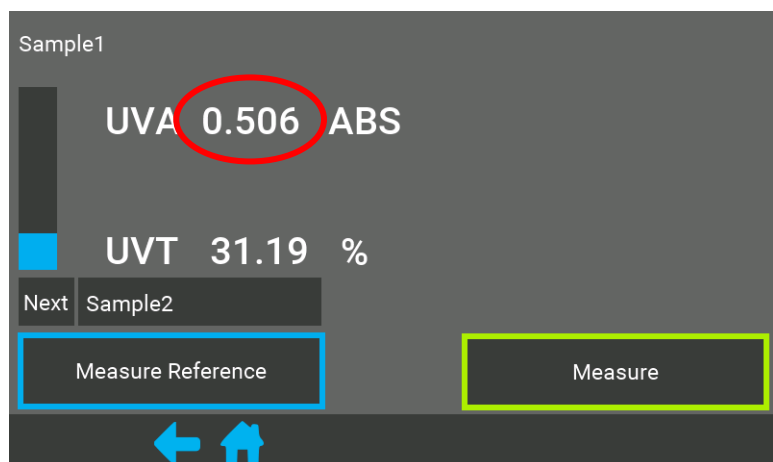 Sample1
UVA 0.506 ABS
UVT 31.19 %
Next Sample2
Measure Reference
Measure